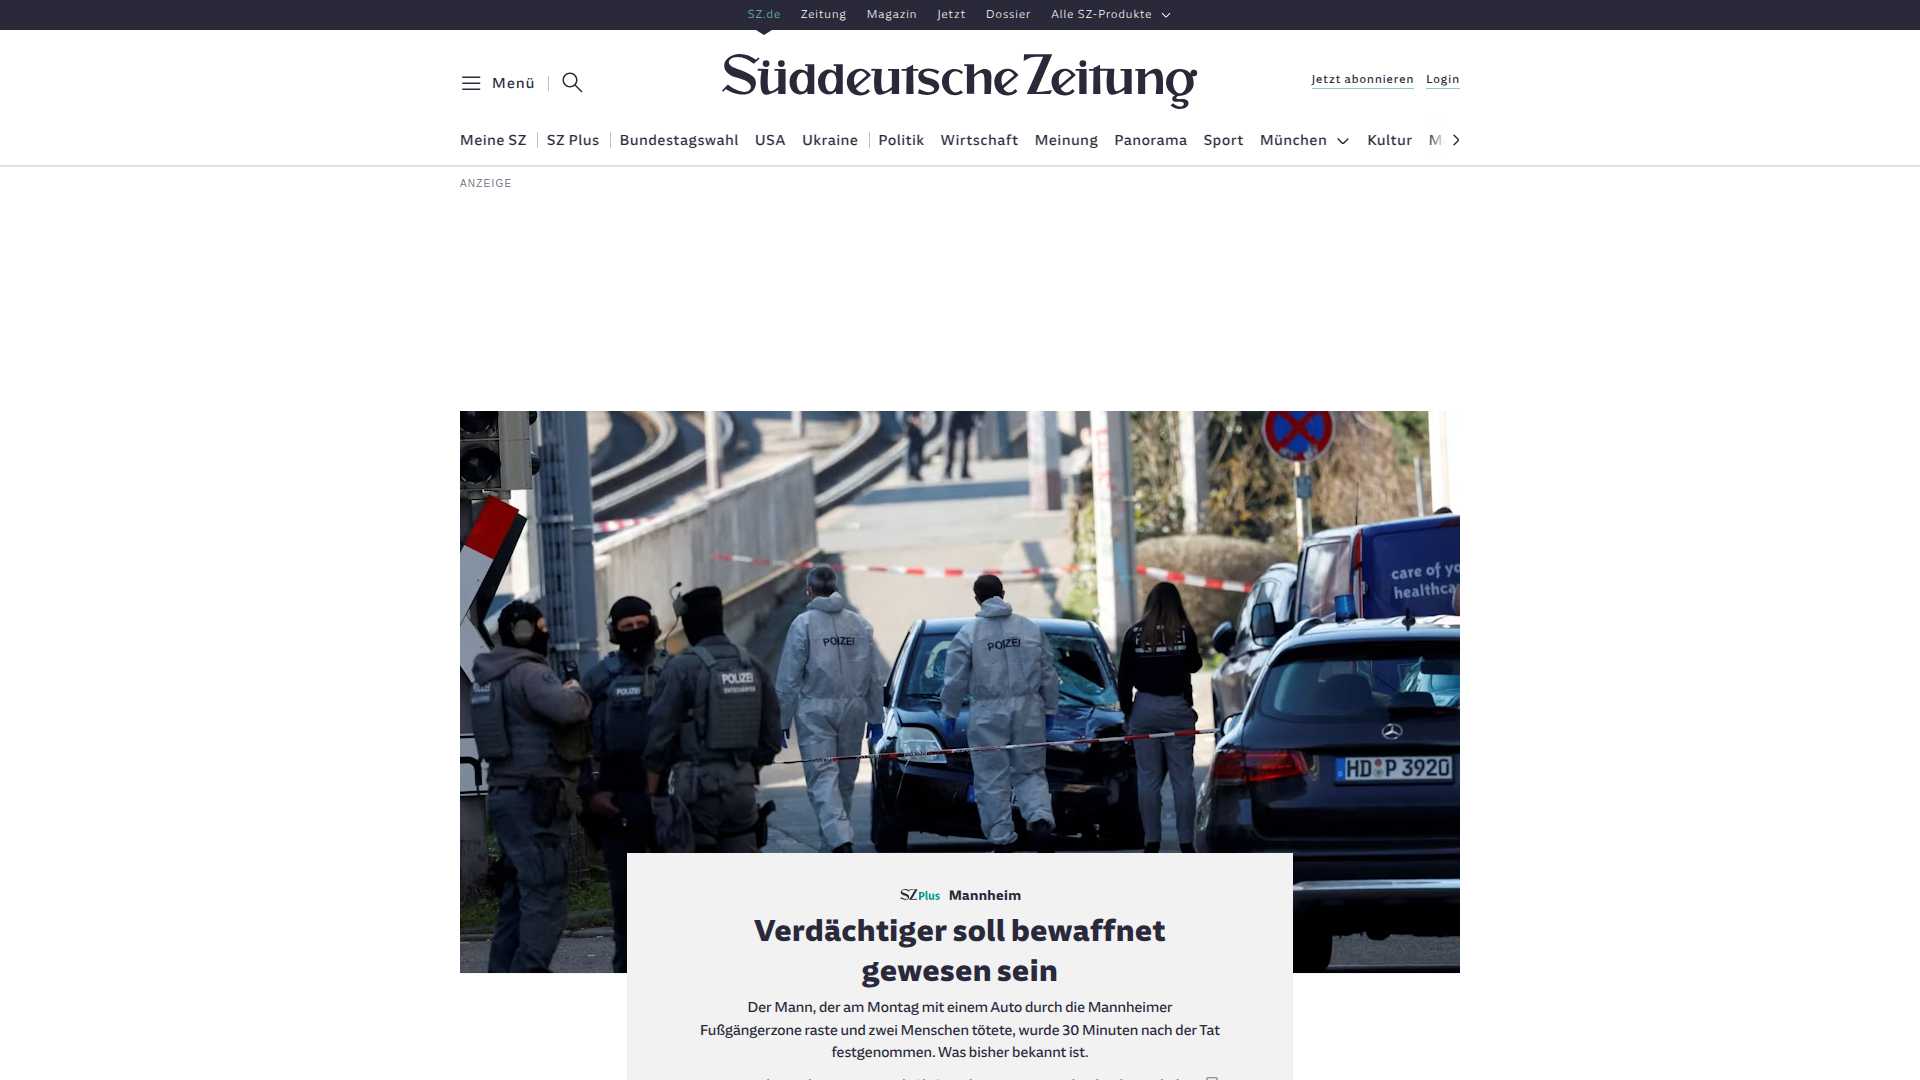 SZ.de Zeitung Magazin Jetzt Dossier Alle SZ-Produkte
Menü
Süddeutsche Zeitung
Jetzt abonnieren Login
Meine SZ SZ Plus Bundestagswahl USA Ukraine Politik Wirtschaft Meinung Panorama Sport München Kultur M
ANZEIGE
care of yo
healthca
POLIZEI
POLIZEI
POLIZEI
POLIZEI
HD P 3920
SZ Plus Mannheim
Verdächtiger soll bewaffnet
gewesen sein
Der Mann, der am Montag mit einem Auto durch die Mannheimer
Fußgängerzone raste und zwei Menschen tötete, wurde 30 Minuten nach der Tat
festgenommen. Was bisher bekannt ist.